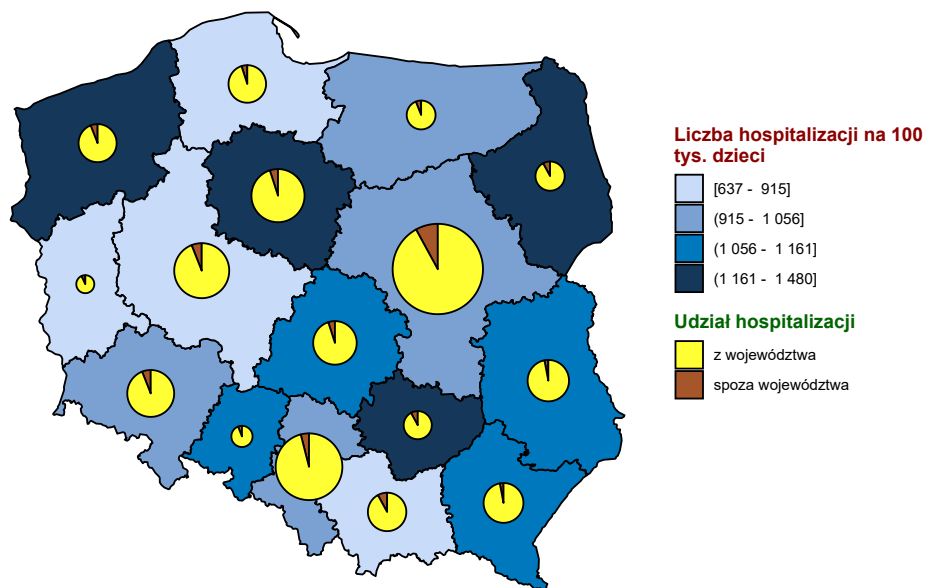 Liczba hospitalizacji na 100
tys. dzieci
[637 - 915]
(915 - 1 056]
(1 056 - 1 161]
(1 161 - 1 480]
Udział hospitalizacji
z województwa
spoza województwa